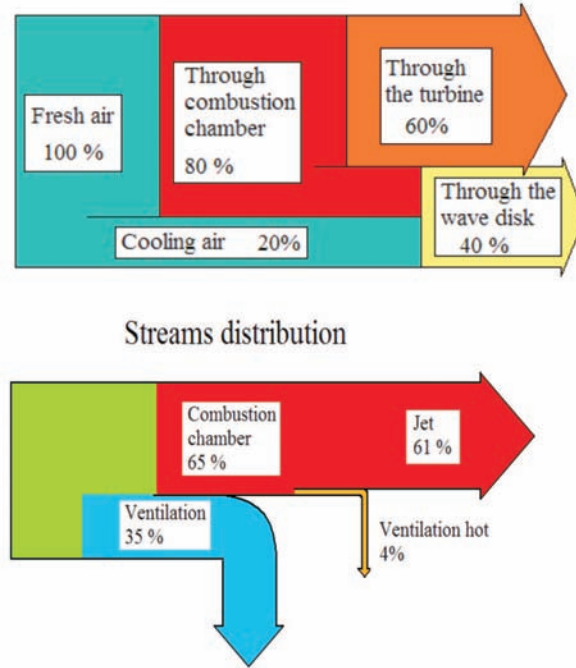 Fresh air
100 %
Through
combustion
chamber
80 %
Through
the turbine
60%
Through the
wave disk
40 %
Cooling air 20%
Streams distribution
Combustion
chamber
65 %
Jet
61 %
Ventilation
35 %
Ventilation hot
4%